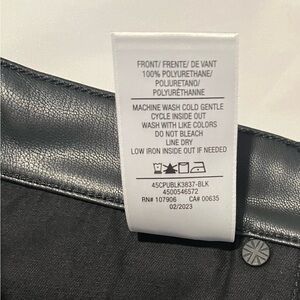 FRONT/ FRENTE/ DE VANT
100% POLYURETHANE/
POLIURETANO/
POLYURÉTHANNE
MACHINE WASH COLD GENTLE
CYCLE INSIDE OUT
WASH WITH LIKE COLORS
DO NOT BLEACH
LINE DRY
LOW IRON INSIDE OUT IF NEEDED
45CPUBLK3837-BLK
4500546572
RN# 107906 CA# 00635
02/2023